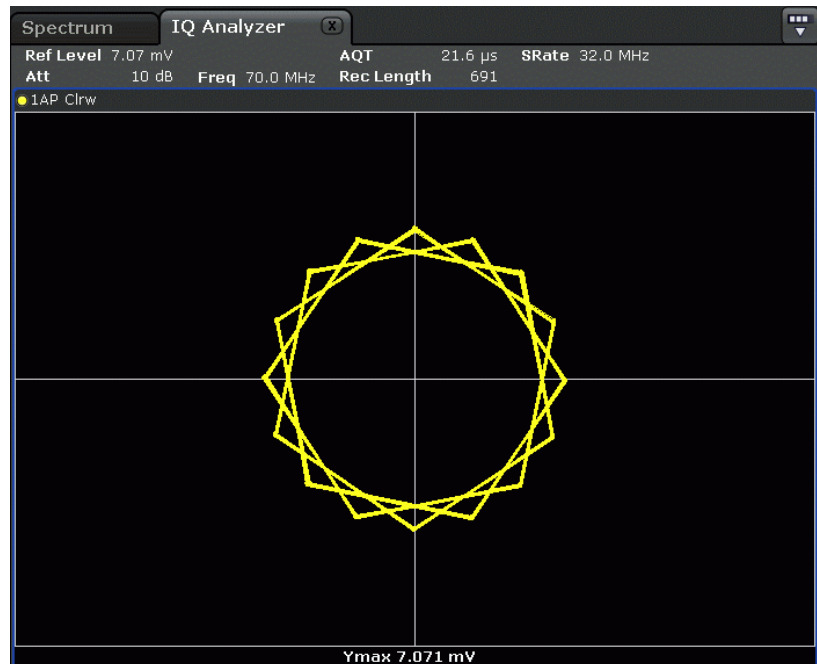 Spectrum IQ Analyzer X
Ref Level 7.07 mV AQT 21.6 µs SRate 32.0 MHz
Att 10 dB Freq 70.0 MHz Rec Length 691
1AP Clrw
Ymax 7.071 mV